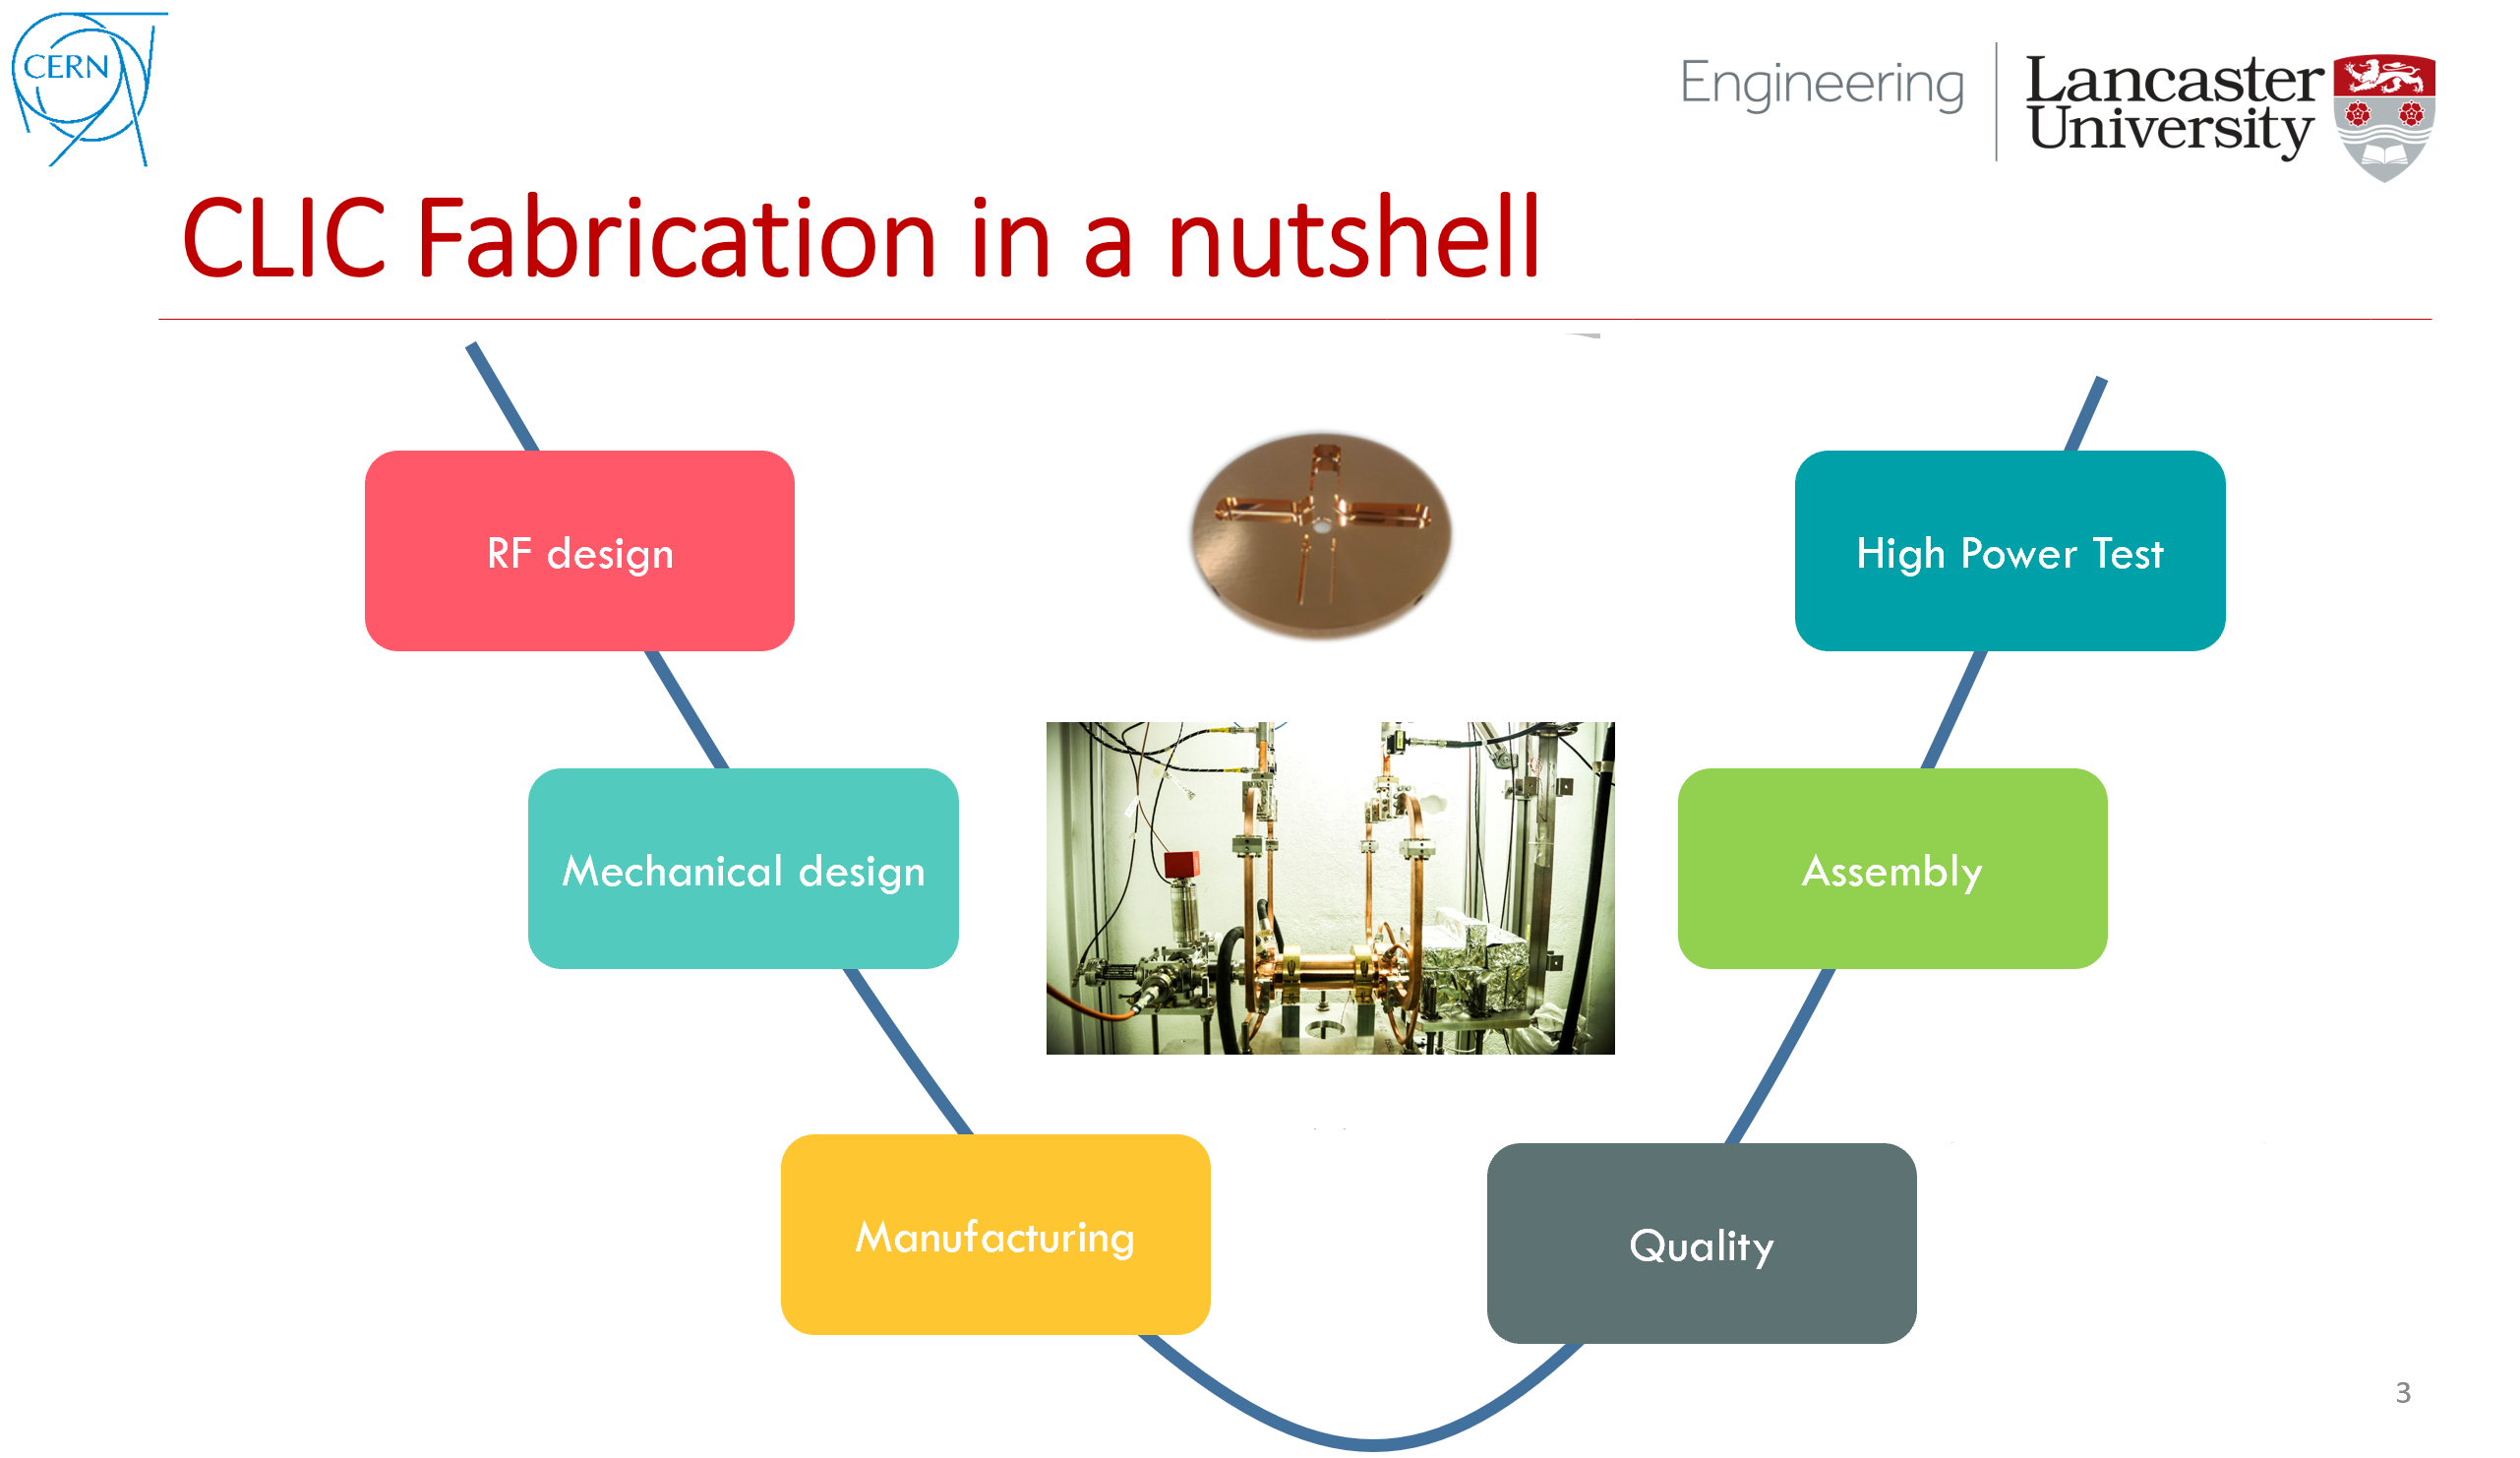 CERN
Engineering
Lancaster
University
CLIC Fabrication in a nutshell
RF design
High Power Test
Mechanical design
Assembly
Manufacturing
Quality
3